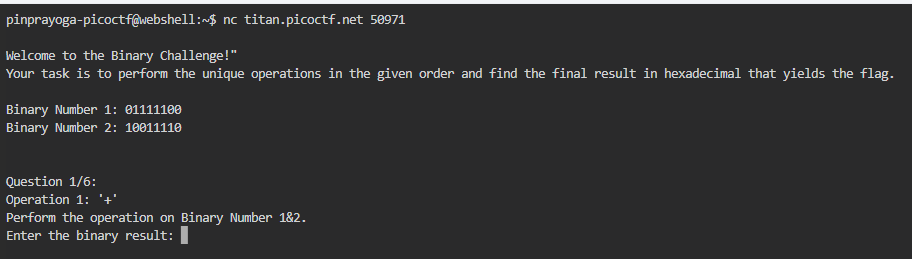 pinprayoga-picoctf@webshell:~$ nc titan.picoctf.net 50971
Welcome to the Binary Challenge!"
Your task is to perform the unique operations in the given order and find the final result in hexadecimal that yields the flag.
Binary Number 1: 01111100
Binary Number 2: 10011110
Question 1/6:
Operation 1: '+'
Perform the operation on Binary Number 1&2.
Enter the binary result: